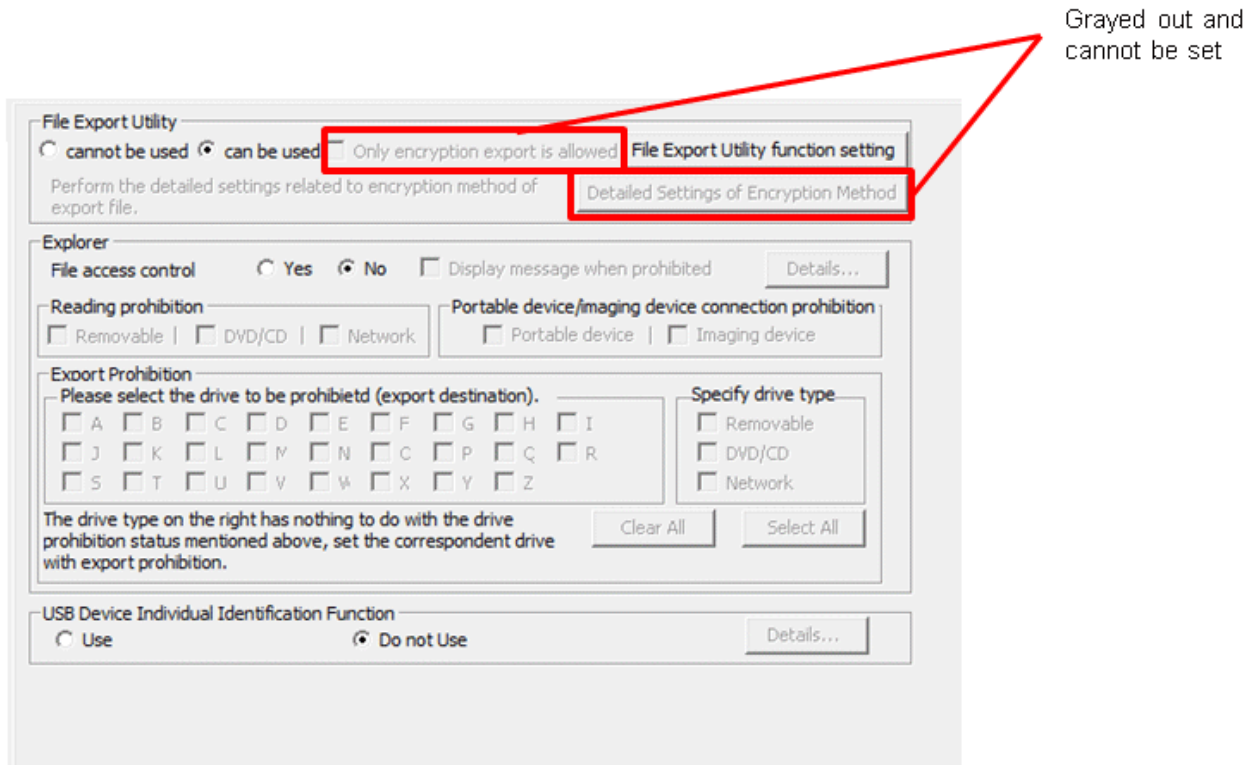 Grayed out and
cannot be set
File Export Utility
cannot be used can be used Only encryption export is allowed File Export Utility function setting
Perform the detailed settings related to encryption method of
export file.
Detailed Settings of Encryption Method
Explorer
File access control Yes No Display message when prohibited Details...
Reading prohibition
Removable | DVD/CD | Network
Portable device/imaging device connection prohibition
Portable device | Imaging device
Export Prohibition
Please select the drive to be prohibietd (export destination).
A B C D E F G H I
J K L M N O P Q R
S T U V W X Y Z
Specify drive type
Removable
DVD/CD
Network
The drive type on the right has nothing to do with the drive
prohibition status mentioned above, set the correspondent drive
with export prohibition.
Clear All Select All
USB Device Individual Identification Function
Use Do not Use Details...